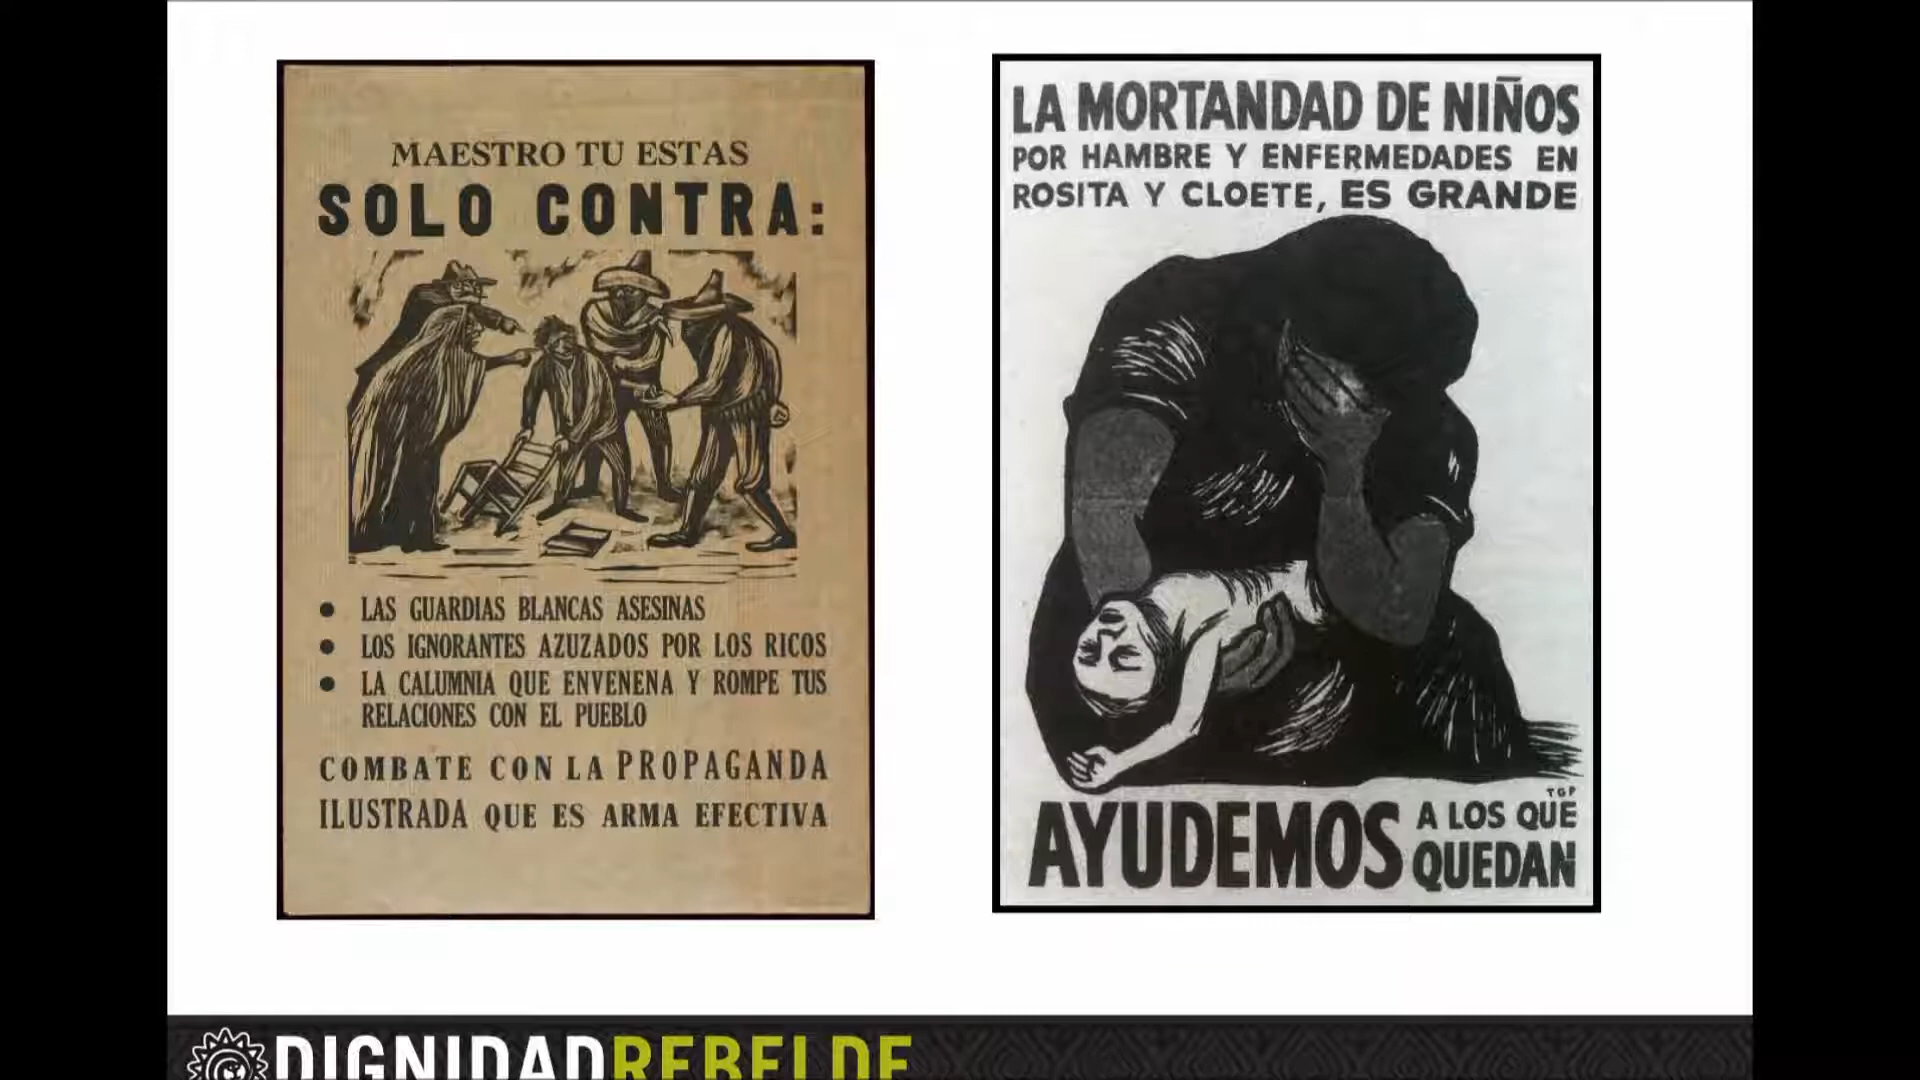 MAESTRO TU ESTAS
SOLO CONTRA:
● LAS GUARDIAS BLANCAS ASESINAS
● LOS IGNORANTES AZUZADOS POR LOS RICOS
● LA CALUMNIA QUE ENVENENA Y ROMPE TUS
RELACIONES CON EL PUEBLO
COMBATE CON LA PROPAGANDA
ILUSTRADA QUE ES ARMA EFECTIVA
LA MORTANDAD DE NIÑOS
POR HAMBRE Y ENFERMEDADES EN
ROSITA Y CLOETE, ES GRANDE
TGP
AYUDEMOS A LOS QUE
QUEDAN
DIGNIDADREBELDE